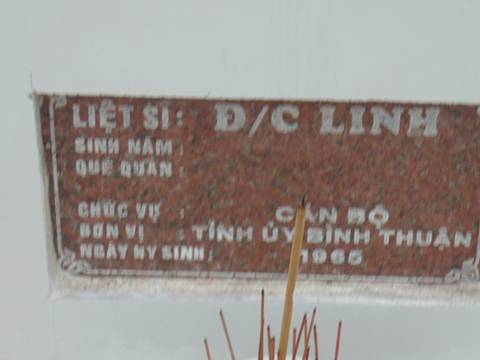 LIỆT SĨ : Đ/C LINH
SINH NĂM :
QUÊ QUÁN :
CHỨC VỤ : CÁN BỘ
ĐƠN VỊ : TỈNH ỦY BÌNH THUẬN
NGÀY HY SINH : 1965